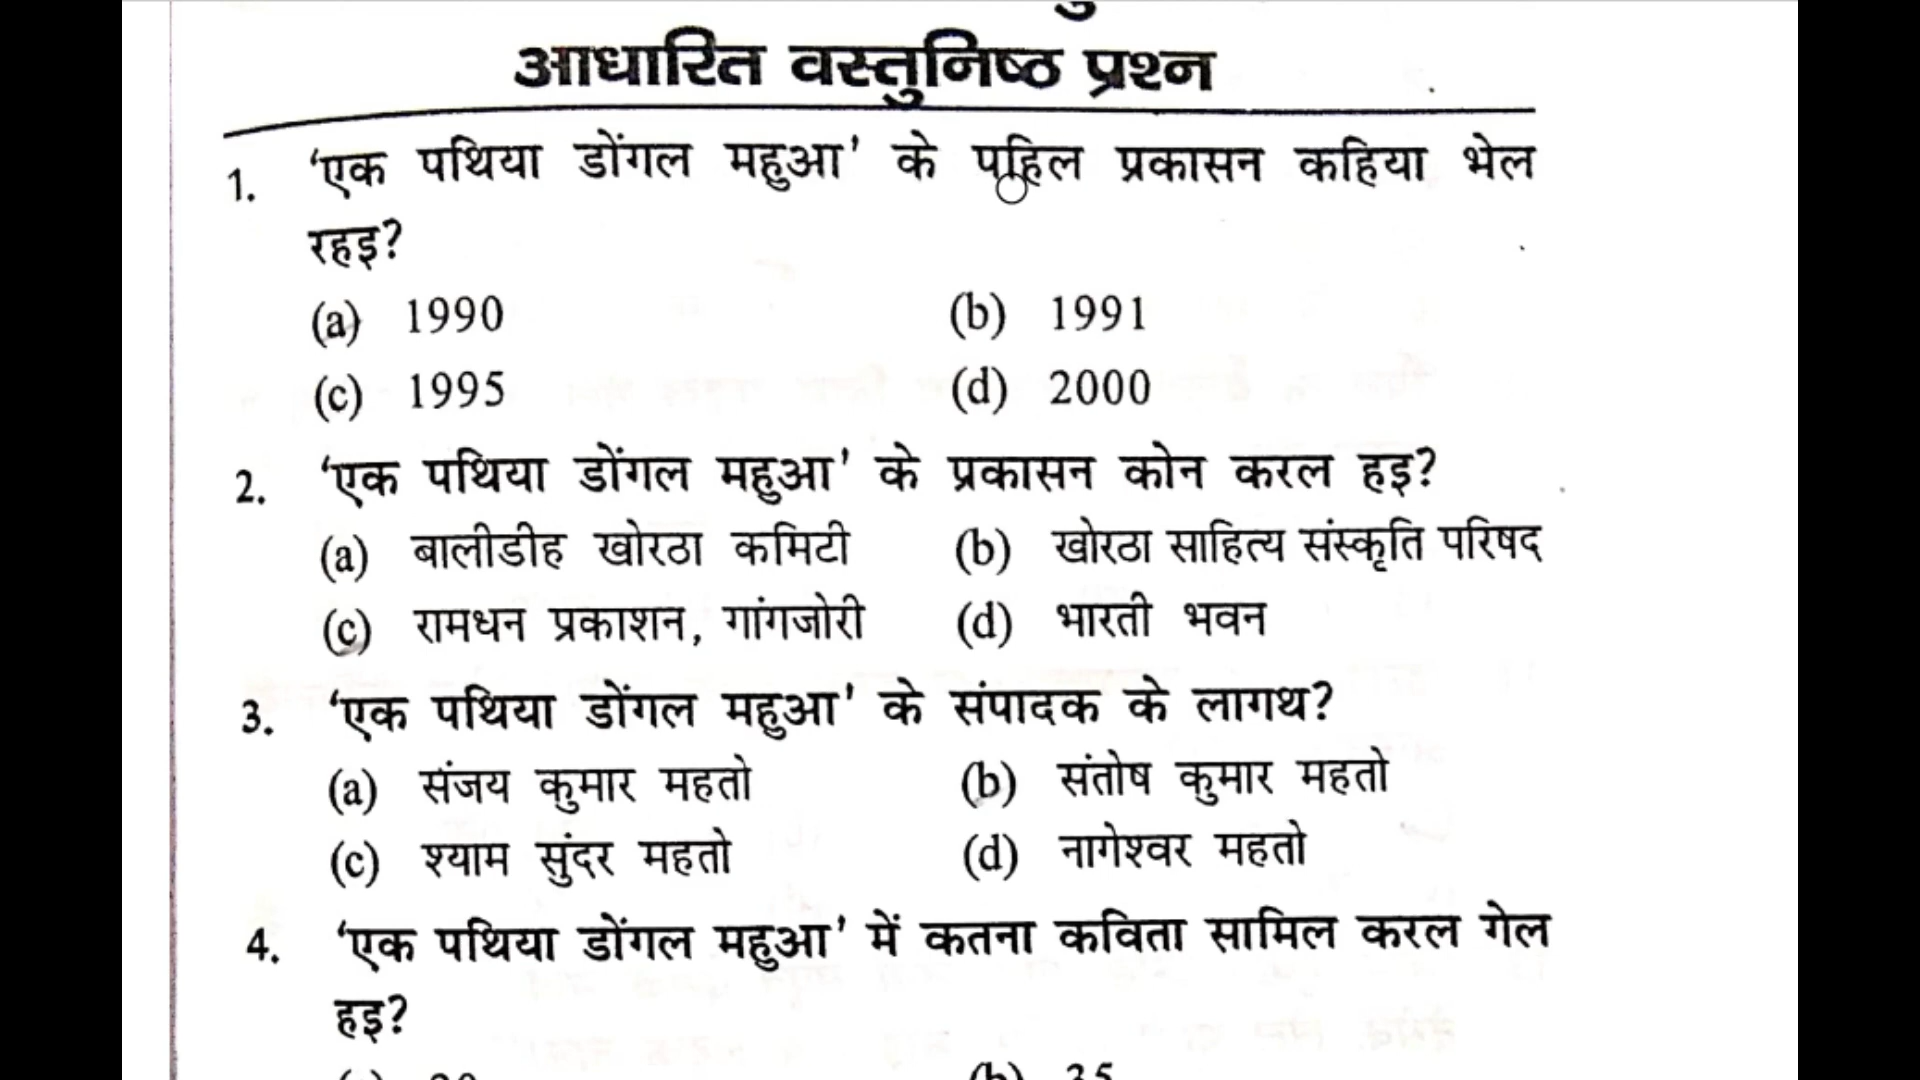 आधारित वस्तुनिष्ठ प्रश्न
1. ‘एक पथिया डोंगल महुआ’ के पहिल प्रकासन कहिया भेल
रहइ?
(a) 1990 (b) 1991
(c) 1995 (d) 2000
2. ‘एक पथिया डोंगल महुआ’ के प्रकासन कोन करल हइ?
(a) बालीडीह खोरठा कमिटी (b) खोरठा साहित्य संस्कृति परिषद
(c) रामधन प्रकाशन, गांगजोरी (d) भारती भवन
3. ‘एक पथिया डोंगल महुआ’ के संपादक के लागथ?
(a) संजय कुमार महतो (b) संतोष कुमार महतो
(c) श्याम सुंदर महतो (d) नागेश्वर महतो
4. ‘एक पथिया डोंगल महुआ’ में कतना कविता सामिल करल गेल
हइ?